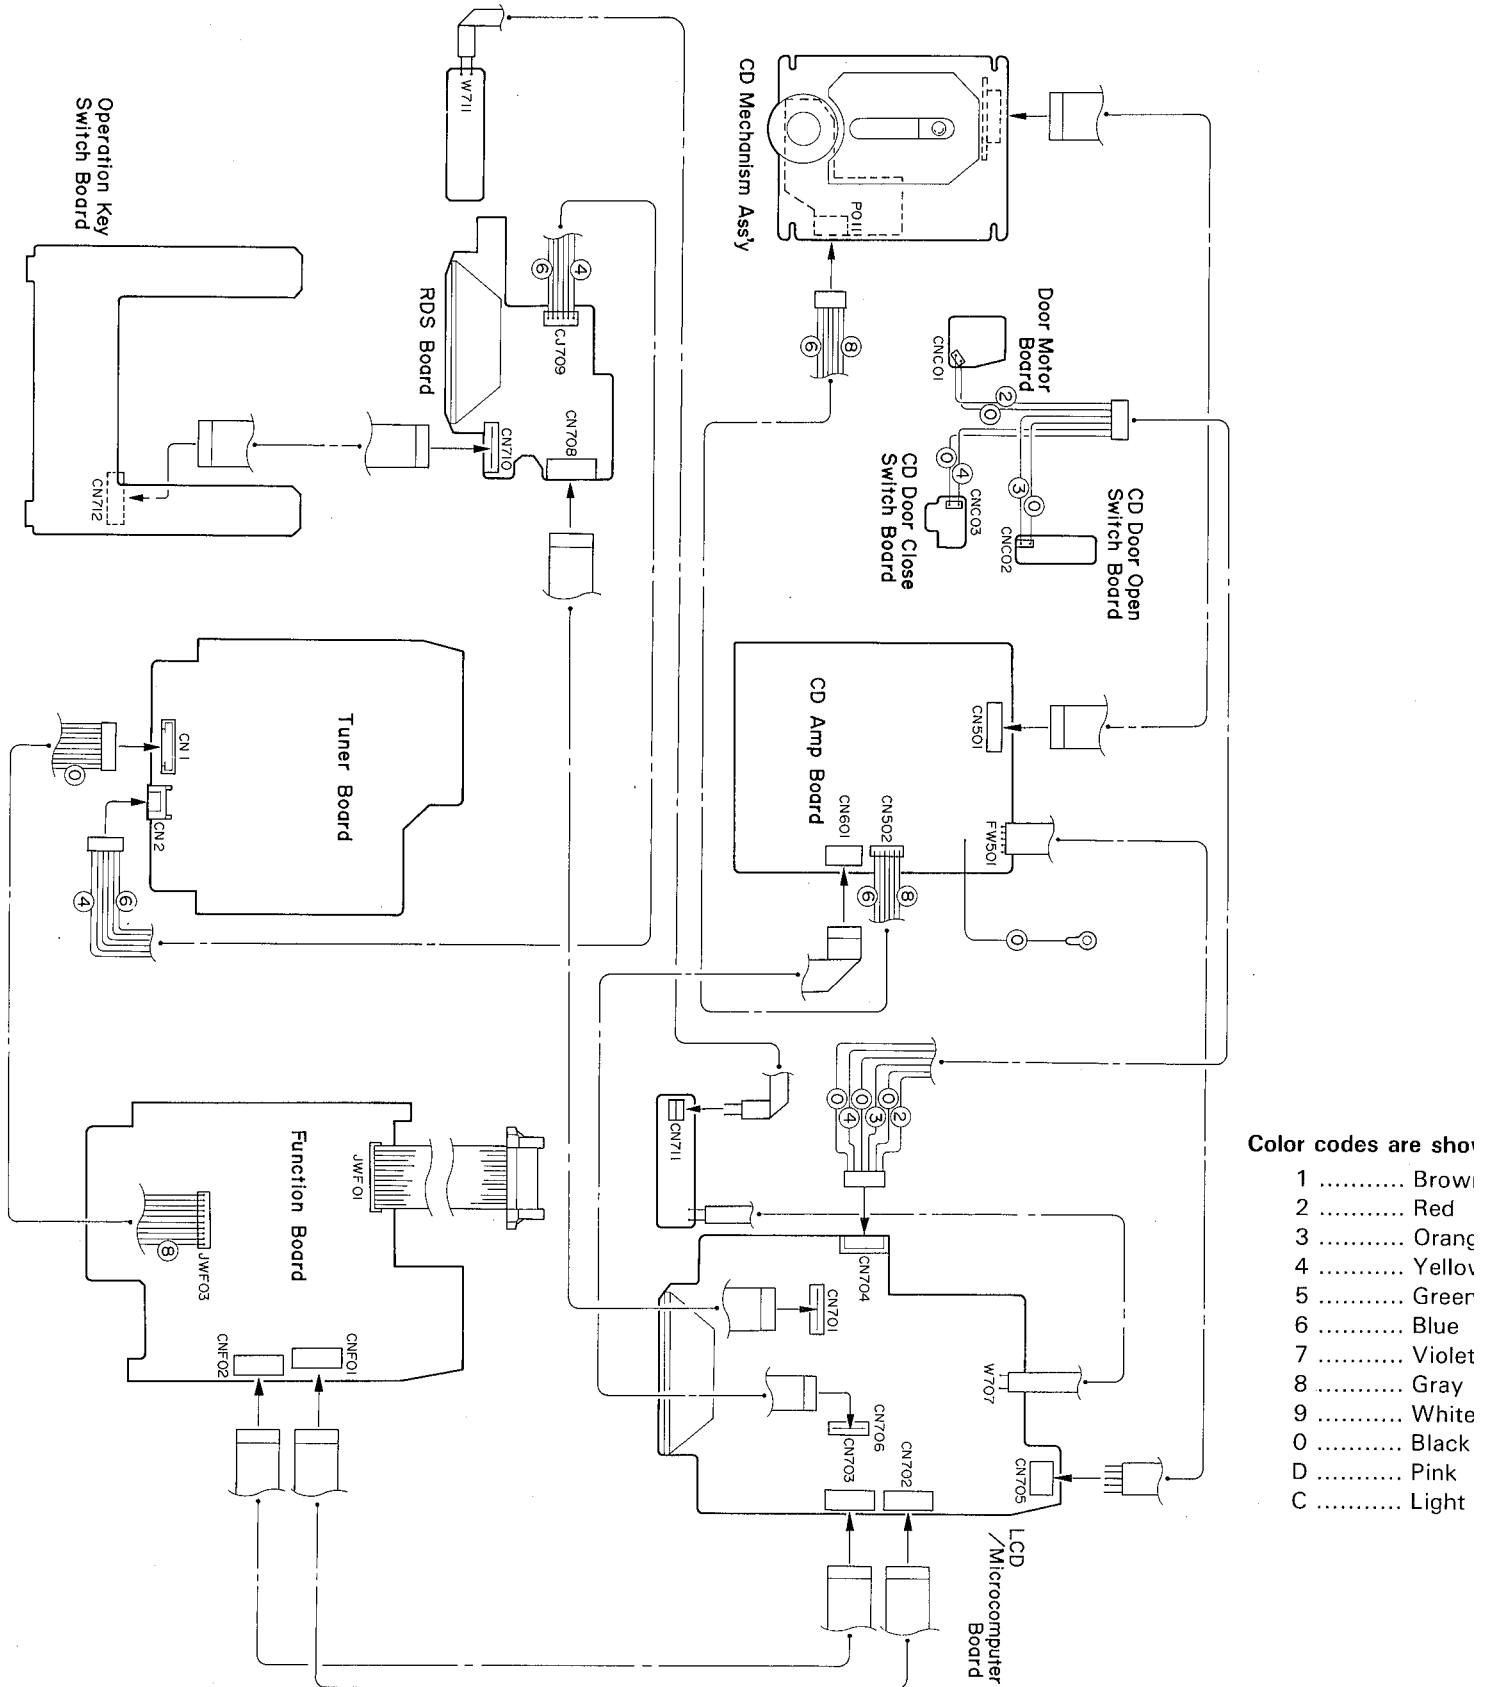 W711
Operation Key
Switch Board
CN712
6
4
CJ709
RDS Board
CN710
CN708
CD Mechanism Ass'y
P011
6
8
Door Motor
Board
CNC01
2
0
0
4
CNC03
CD Door Close
Switch Board
3
0
CNC02
CD Door Open
Switch Board
Tuner Board
CN1
0
CN2
4
6
CD Amp Board
CN501
FW501
CN601
CN502
6
8
0
0
4
0
3
0
2
CN711
CN704
Function Board
JWF01
JWF03
8
CNF02
CNF01
CN701
W707
CN706
CN703
CN702
CN705
LCD
/Microcomputer
Board
Color codes are
1 ........... 
2 ........... Red
3 ........... 
4 ........... 
5 ........... Green
6 ........... Blue
7 ........... Violet
8 ........... Gray
9 ........... White
0 ........... Black
D ........... Pink
C ........... Light